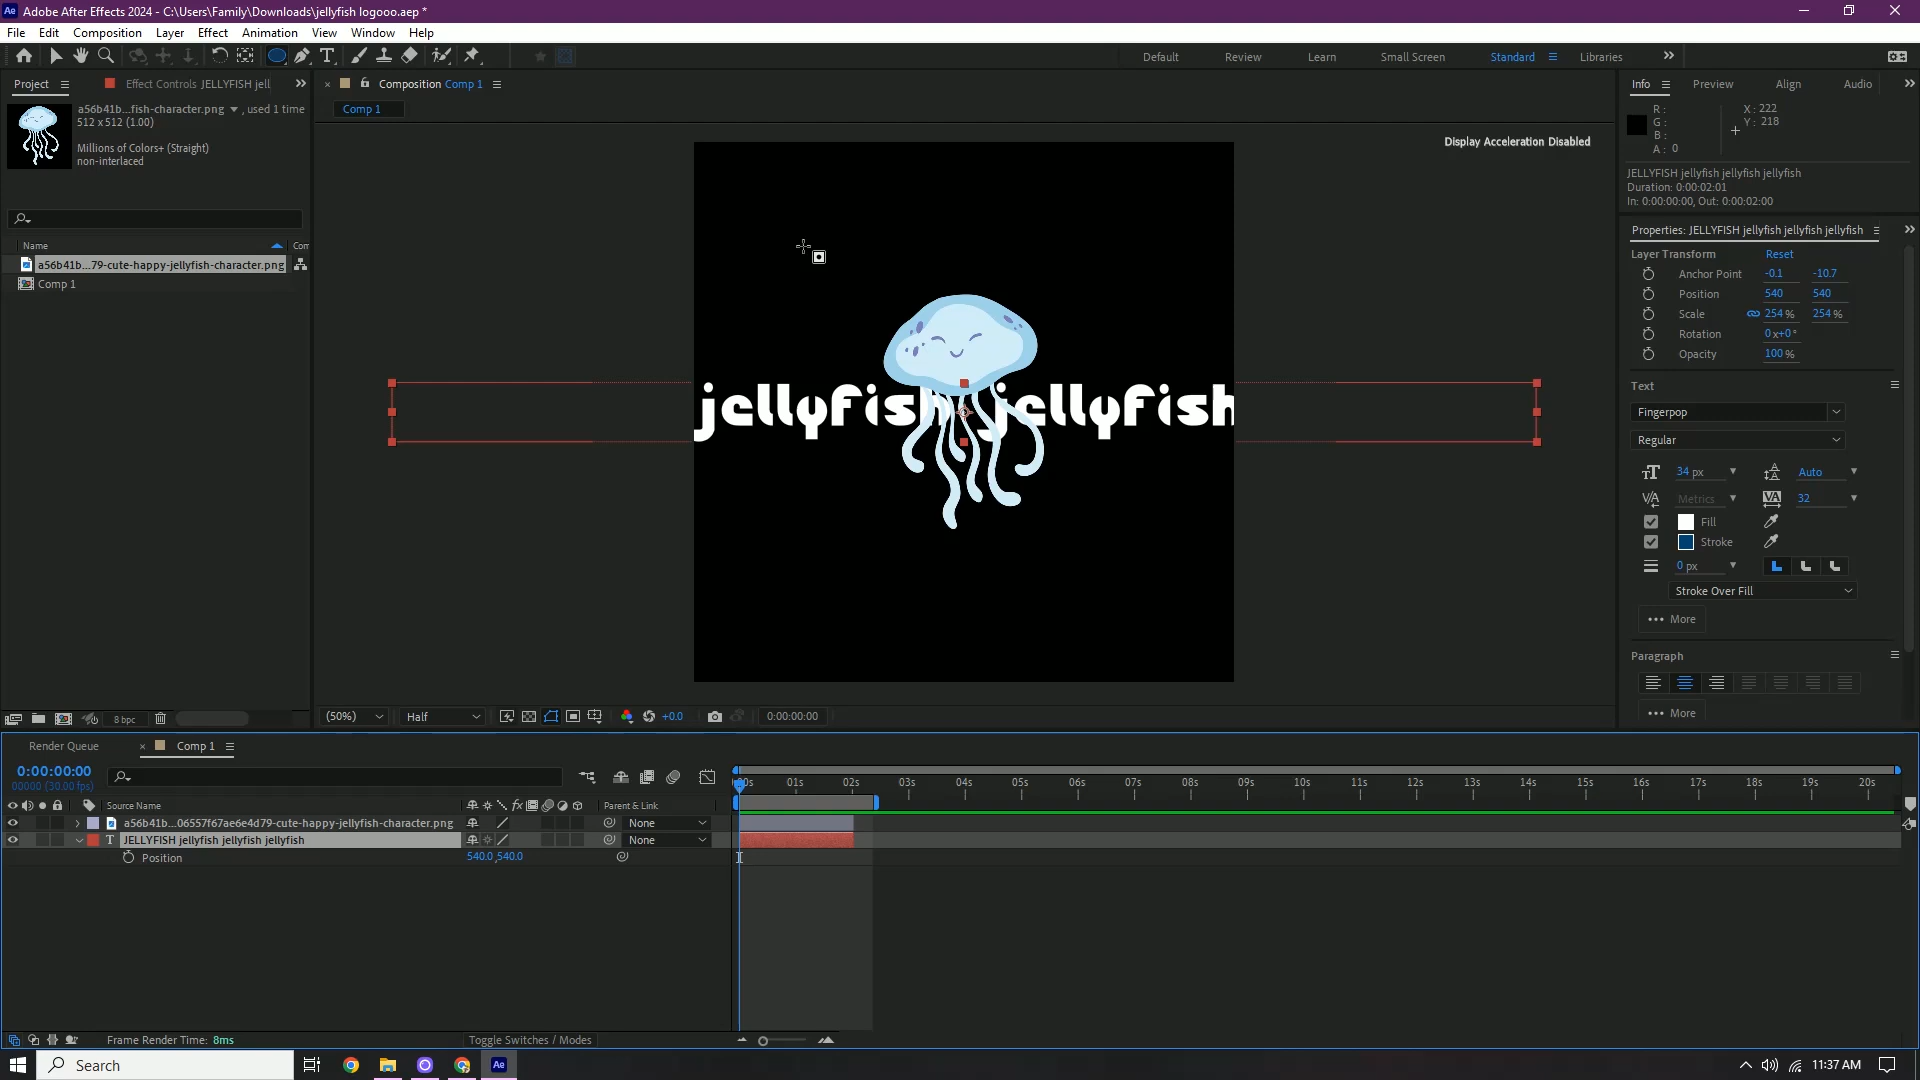 Adobe After Effects 2024 - C:\Users\Family\Downloads\jellyfish logooo.aep *
File Edit Composition Layer Effect Animation View Window Help
Default Review Learn Small Screen Standard Libraries
Project Effect Controls JELLYFISH jell
a56b41b...fish-character.png , used 1 time
512 x 512 (1.00)
Millions of Colors+ (Straight)
non-interlaced
Name Com
a56b41b...79-cute-happy-jellyfish-character.png
Comp 1
8 bpc
Composition Comp 1
Comp 1
Display Acceleration Disabled
jellyfish jellyfish
(50%) Half +0.0 0:00:00:00
Info Preview Align Audio
R :
G :
B :
A : 0
X : 222
Y : 218
JELLYFISH jellyfish jellyfish jellyfish
Duration: 0:00:02:01
In: 0:00:00:00, Out: 0:00:02:00
Properties: JELLYFISH jellyfish jellyfish jellyfish
Layer Transform Reset
Anchor Point -0.1 -10.7
Position 540 540
Scale 254 % 254 %
Rotation 0x+0°
Opacity 100 %
Text
Fingerpop
Regular
34 px Auto
Metrics 32
Fill
Stroke
0 px
Stroke Over Fill
More
Paragraph
More
Render Queue Comp 1
0:00:00:00
00000 (30.00 fps)
Source Name Parent & Link
:00s 01s 02s 03s 04s 05s 06s 07s 08s 09s 10s 11s 12s 13s 14s 15s 16s 17s 18s 19s 20s
a56b41b...06557f67ae6e4d79-cute-happy-jellyfish-character.png None
T JELLYFISH jellyfish jellyfish jellyfish None
Position 540.0,540.0
Frame Render Time: 8ms Toggle Switches / Modes
Search 11:37 AM